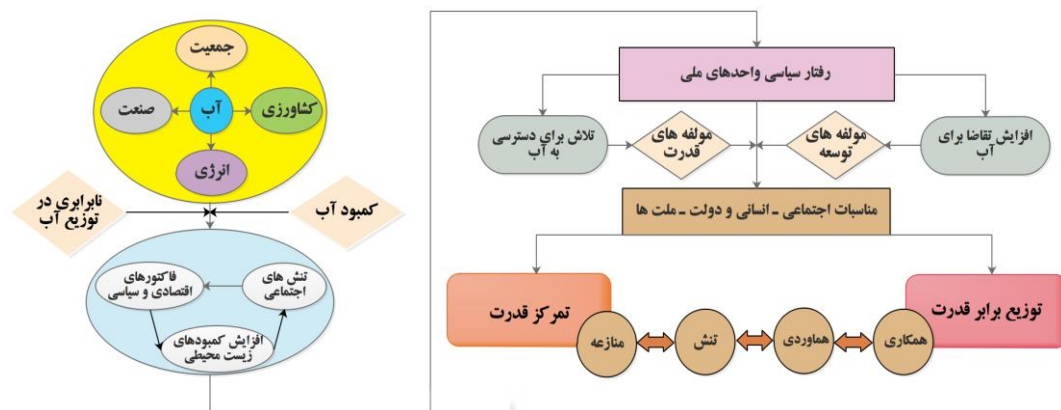 جمعیت
صنعت
آب
کشاورزی
انرژی
نابرابری در
توزیع آب
کمبود آب
فاکتورهای
اقتصادی و سیاسی
تنش های
اجتماعی
افزایش کمبودهای
زیست محیطی
رفتار سیاسی واحدهای ملی
افزایش تقاضا برای
آب
مولفه های
توسعه
مولفه های
قدرت
تلاش برای دسترسی
به آب
مناسبات اجتماعی ـ انسانی و دولت ـ ملت ها
توزیع برابر قدرت
تمرکز قدرت
همکاری
هماوردی
تنش
منازعه